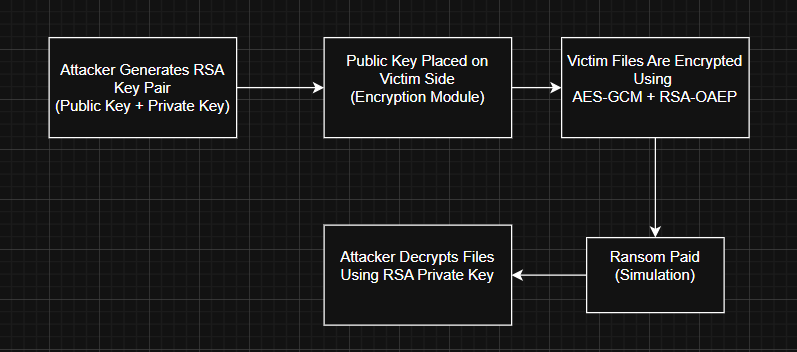 Attacker Generates RSA
Key Pair
(Public Key + Private Key)
Public Key Placed on
Victim Side
(Encryption Module)
Victim Files Are Encrypted
Using
AES-GCM + RSA-OAEP
Ransom Paid
(Simulation)
Attacker Decrypts Files
Using RSA Private Key